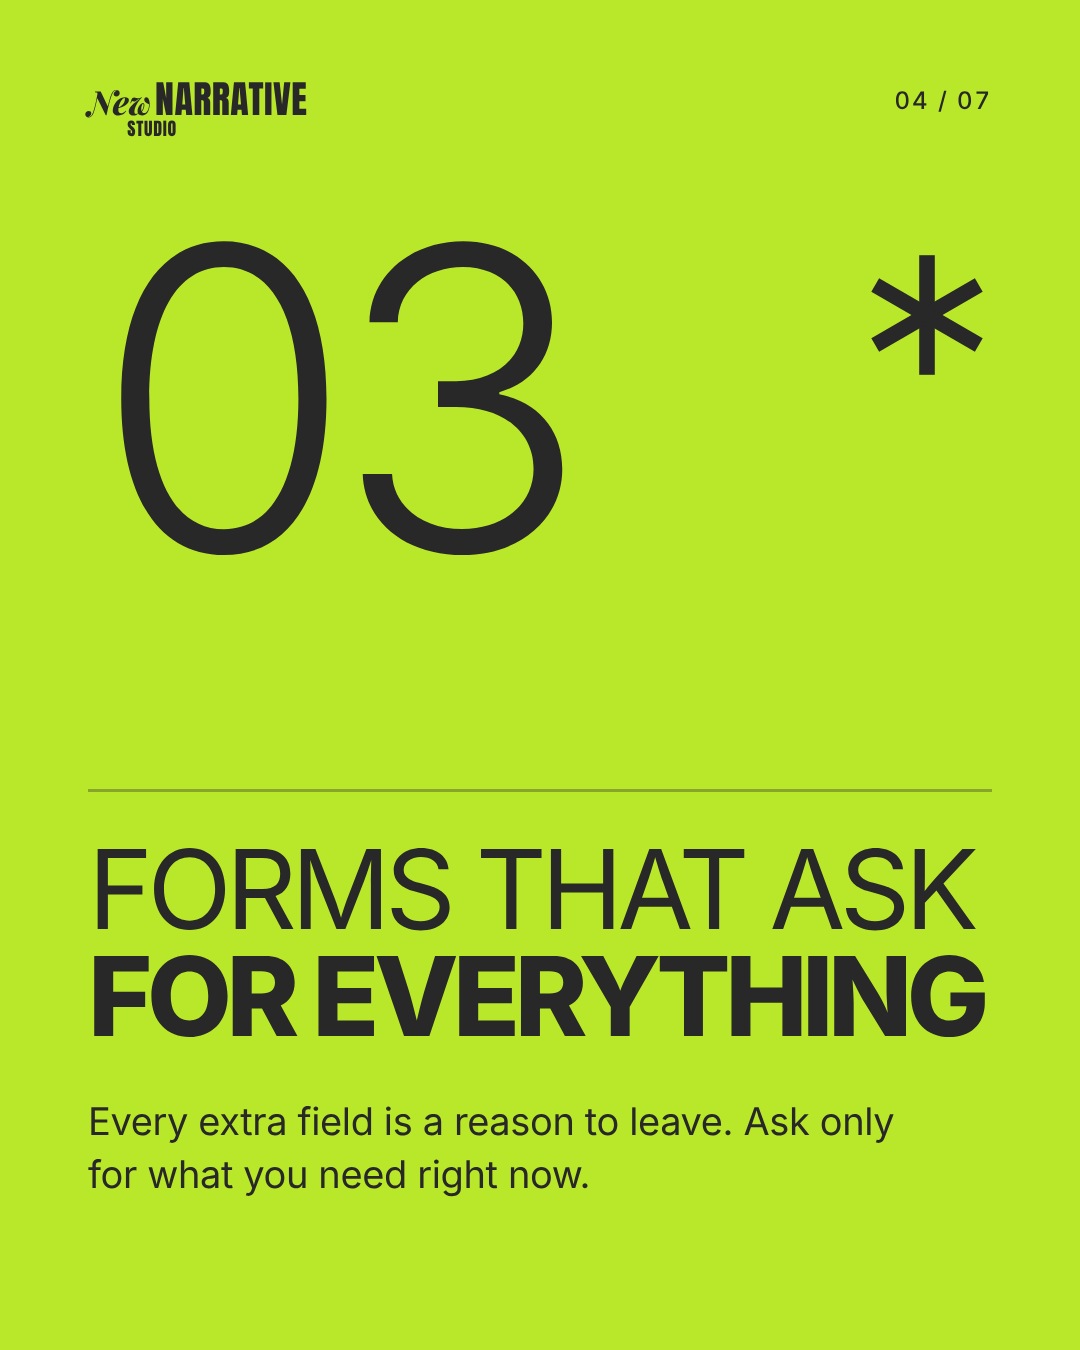 New NARRATIVE
STUDIO
04 / 07
03 *
FORMS THAT ASK
FOR EVERYTHING
Every extra field is a reason to leave. Ask only
for what you need right now.